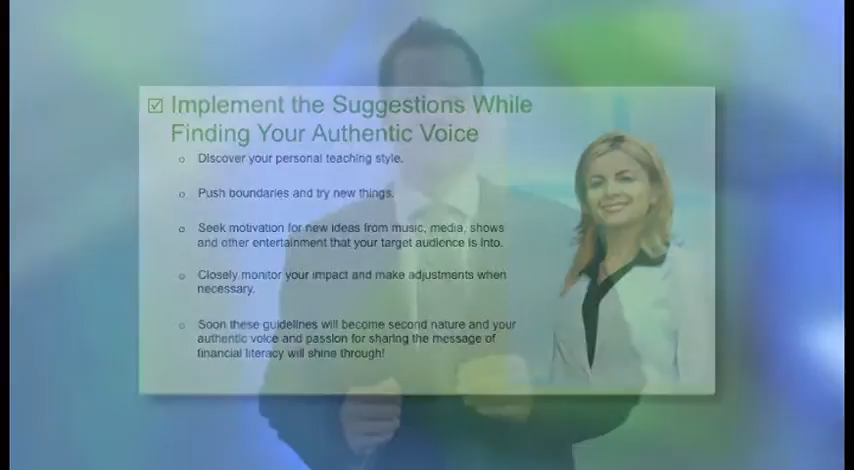 Implement the Suggestions While
Finding Your Authentic Voice
Discover your personal teaching style.
Push boundaries and try new things.
Seek motivation for new ideas from music, media, shows
and other entertainment that your target audience is into.
Closely monitor your impact and make adjustments when
necessary.
Soon these guidelines will become second nature and your
authentic voice and passion for sharing the message of
financial literacy will shine through!